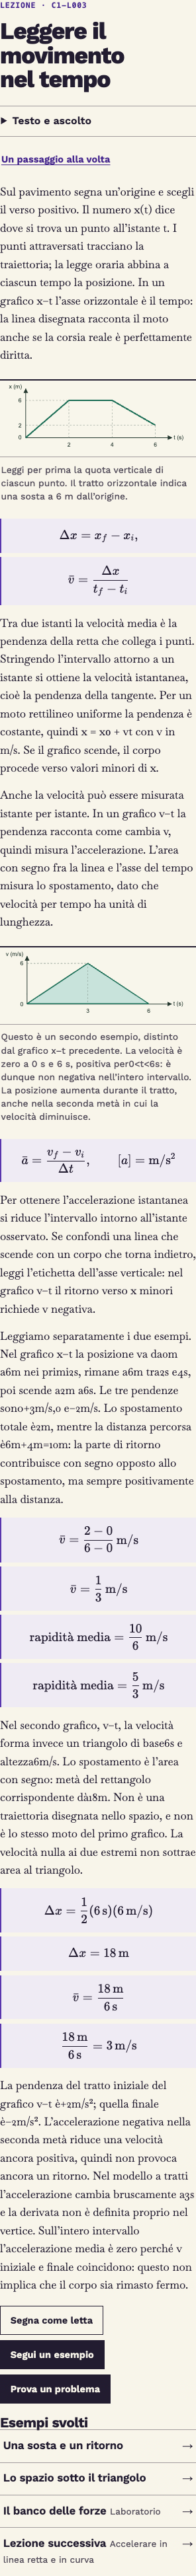 LEZIONE · C1–L003
Leggere il
movimento
nel tempo
▶ Testo e ascolto
Un passaggio alla volta
Sul pavimento segna un’origine e scegli
il verso positivo. Il numero x(t) dice
dove si trova un punto all’istante t. I
punti attraversati tracciano la
traiettoria; la legge oraria abbina a
ciascun tempo la posizione. In un
grafico x–t l’asse orizzontale è il tempo:
la linea disegnata racconta il moto
anche se la corsia reale è perfettamente
diritta.
x (m)
6
2
0
2 4 6
t (s)
Leggi per prima la quota verticale di
ciascun punto. Il tratto orizzontale indica
una sosta a 6 m dall’origine.
Δx = x_f − x_i,
v̄ = Δx / (t_f − t_i)
Tra due istanti la velocità media è la
pendenza della retta che collega i punti.
Stringendo l’intervallo attorno a un
istante si ottiene la velocità istantanea,
cioè la pendenza della tangente. Per un
moto rettilineo uniforme la pendenza è
costante, quindi x = x₀ + vt con v in
m/s. Se il grafico scende, il corpo
procede verso valori minori di x.
Anche la velocità può essere misurata
istante per istante. In un grafico v–t la
pendenza racconta come cambia v,
quindi misura l’accelerazione. L’area
con segno fra la linea e l’asse del tempo
misura lo spostamento, dato che
velocità per tempo ha unità di
lunghezza.
v (m/s)
6
0
3 6
t (s)
Questo è un secondo esempio, distinto
dal grafico x–t precedente. La velocità è
zero a 0 s e 6 s, positiva per0<t<6s: è
dunque non negativa nell’intero intervallo.
La posizione aumenta durante il tratto,
anche nella seconda metà in cui la
velocità diminuisce.
ā = (v_f − v_i) / Δt, [a] = m/s²
Per ottenere l’accelerazione istantanea
si riduce l’intervallo intorno all’istante
osservato. Se confondi una linea che
scende con un corpo che torna indietro,
leggi l’etichetta dell’asse verticale: nel
grafico v–t il ritorno verso x minori
richiede v negativa.
Leggiamo separatamente i due esempi.
Nel grafico x–t la posizione va da0m
a6m nei primi2s, rimane a6m tra2s e4s,
poi scende a2m a6s. Le tre pendenze
sono+3m/s,0 e−2m/s. Lo spostamento
totale è2m, mentre la distanza percorsa
è6m+4m=10m: la parte di ritorno
contribuisce con segno opposto allo
spostamento, ma sempre positivamente
alla distanza.
v̄ = (2 − 0) / (6 − 0) m/s
v̄ = 1/3 m/s
rapidità media = 10/6 m/s
rapidità media = 5/3 m/s
Nel secondo grafico, v–t, la velocità
forma invece un triangolo di base6s e
altezza6m/s. Lo spostamento è l’area
con segno: metà del rettangolo
corrispondente dà18m. Non è una
traiettoria disegnata nello spazio, e non
è lo stesso moto del primo grafico. La
velocità nulla ai due estremi non sottrae
area al triangolo.
Δx = 1/2 (6 s)(6 m/s)
Δx = 18 m
v̄ = 18 m / 6 s
18 m / 6 s = 3 m/s
La pendenza del tratto iniziale del
grafico v–t è+2m/s²; quella finale
è−2m/s². L’accelerazione negativa nella
seconda metà riduce una velocità
ancora positiva, quindi non provoca
ancora un ritorno. Nel modello a tratti
l’accelerazione cambia bruscamente a3s
e la derivata non è definita proprio nel
vertice. Sull’intero intervallo
l’accelerazione media è zero perché v
iniziale e finale coincidono: questo non
implica che il corpo sia rimasto fermo.
Segna come letta
Segui un esempio
Prova un problema
Esempi svolti
Una sosta e un ritorno →
Lo spazio sotto il triangolo →
Il banco delle forze Laboratorio →
Lezione successiva Accelerare in →
linea retta e in curva